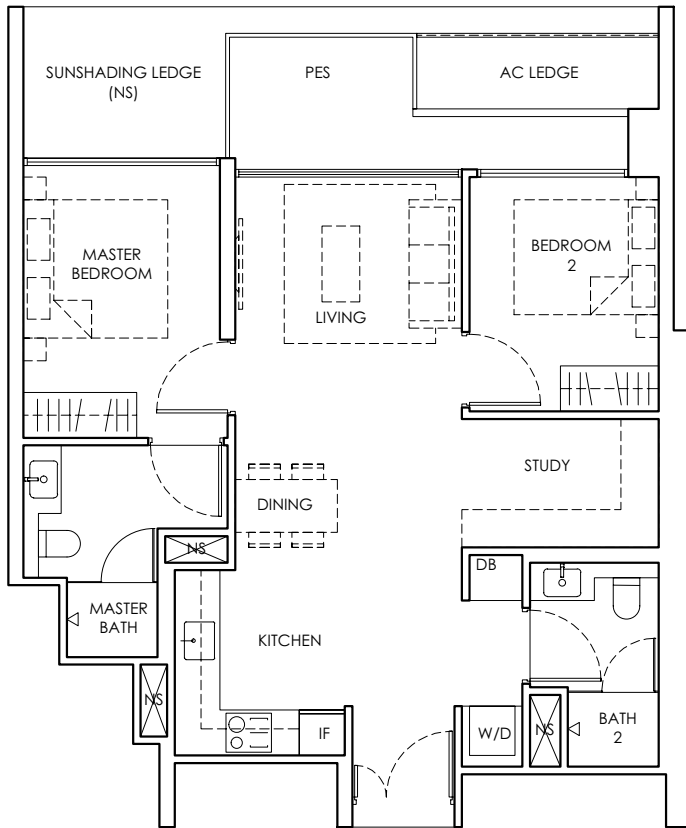 SUNSHADING LEDGE
(NS)
PES
AC LEDGE
MASTER
BEDROOM
LIVING
BEDROOM
2
STUDY
DINING
NS
DB
MASTER
BATH
KITCHEN
NS
IF
W/D
NS
BATH
2